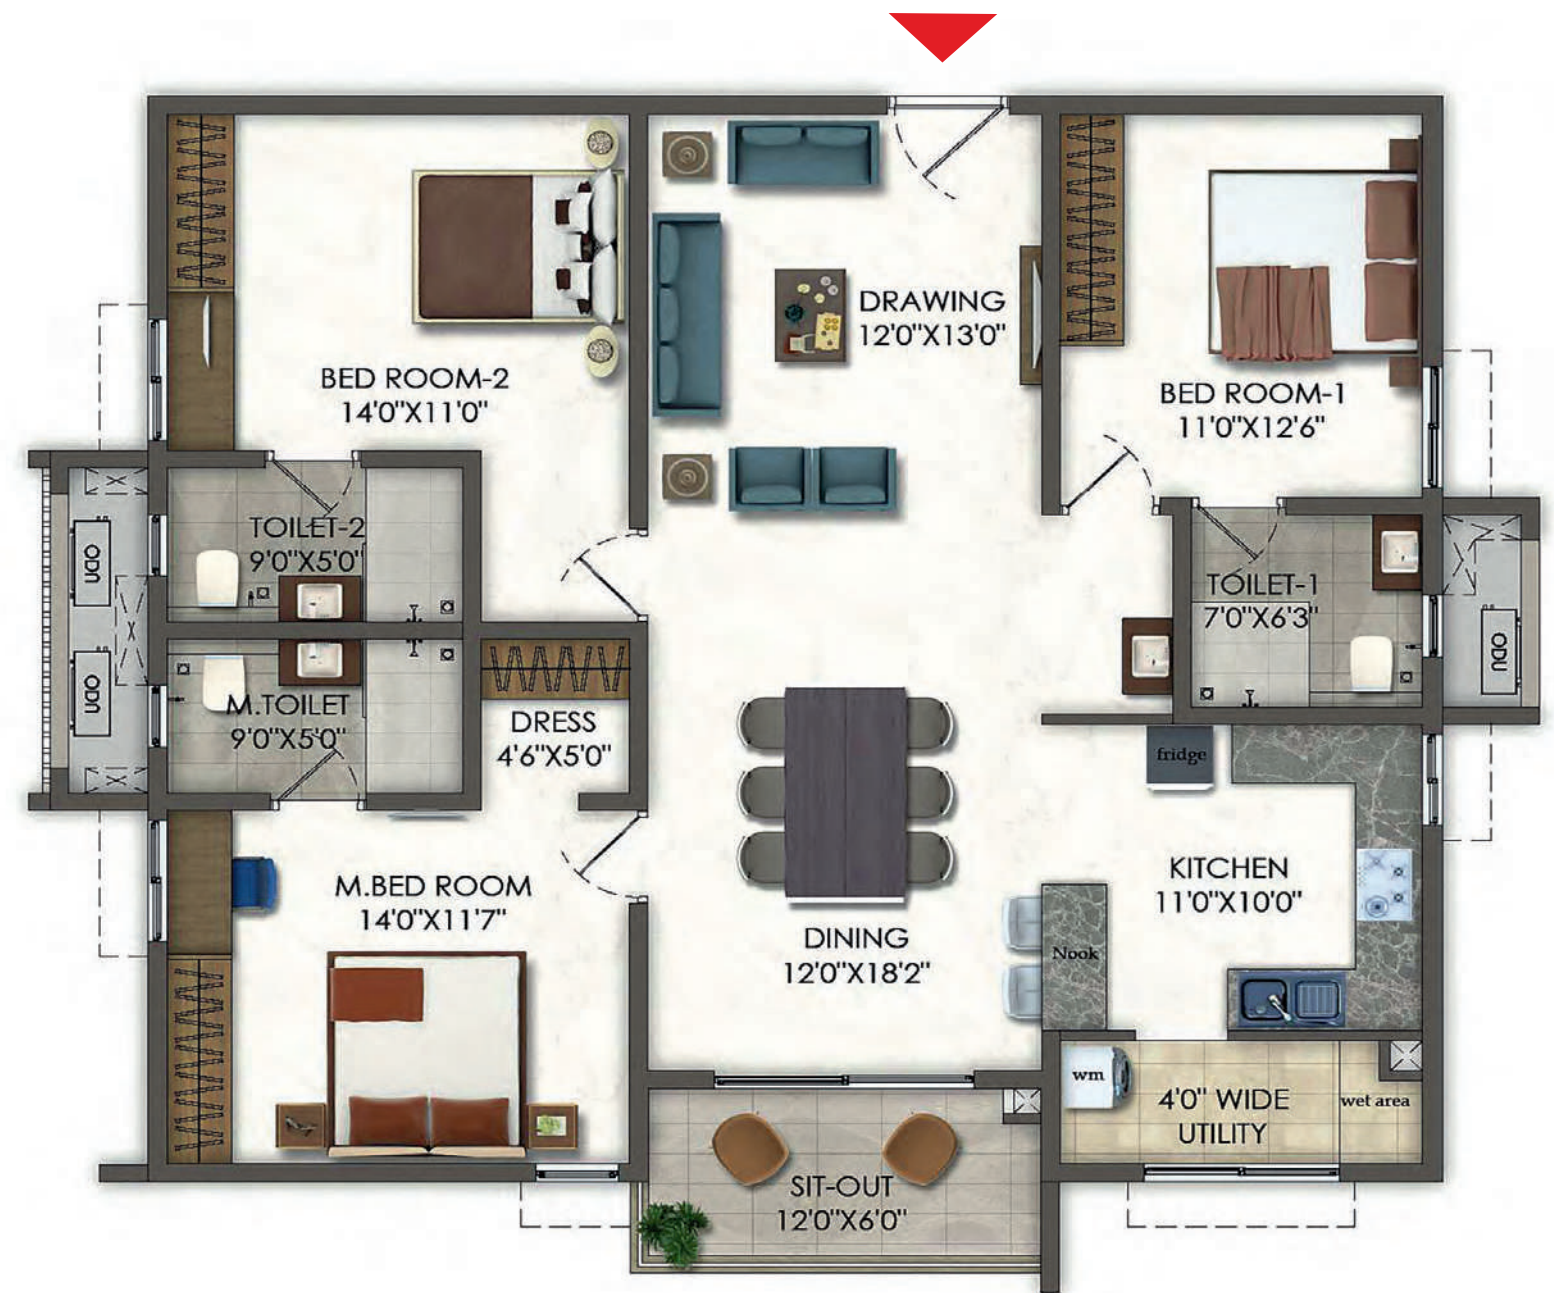 DRAWING
12'0"X13'0"
BED ROOM-2
14'0"X11'0"
BED ROOM-1
11'0"X12'6"
TOILET-2
9'0"X5'0"
ODU
TOILET-1
7'0"X6'3"
ODU
ODU
M.TOILET
9'0"X5'0"
DRESS
4'6"X5'0"
fridge
M.BED ROOM
14'0"X11'7"
KITCHEN
11'0"X10'0"
DINING
12'0"X18'2"
Nook
wm
4'0" WIDE
UTILITY
wet area
SIT-OUT
12'0"X6'0"